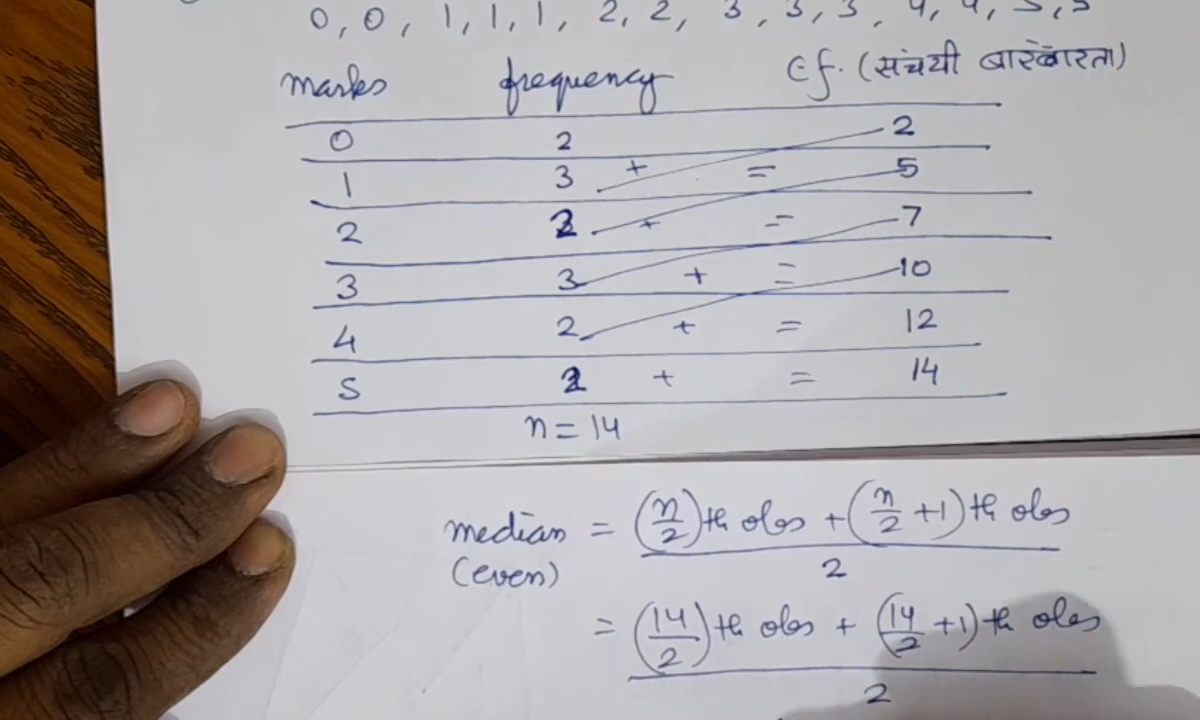 0, 0, 1, 1, 1, 2, 2, 3, 3, 3, 4, 4, 5, 5
marks frequency cf. (संचयी बारंबारता)
0 2 2
1 3 + = 5
2 2 + = 7
3 3 + = 10
4 2 + = 12
5 2 + = 14
n = 14
median = (n/2)th obs + (n/2 + 1)th obs
(even) 2
= (14/2)th obs + (14/2 + 1)th obs
2